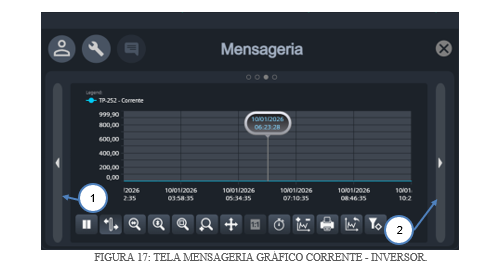 Mensageria
Legend
TP-252 - Corrente
999,90
800,00
600,00
400,00
200,00
0,00
10/01/2026
06:23:28
?2026 10/01/2026 10/01/2026 10/01/2026 10/01/2026 10/01
2:35 03:58:35 05:34:35 07:10:35 08:46:35 10:2
1
2
FIGURA 17: TELA MENSAGERIA GRÁFICO CORRENTE - INVERSOR.